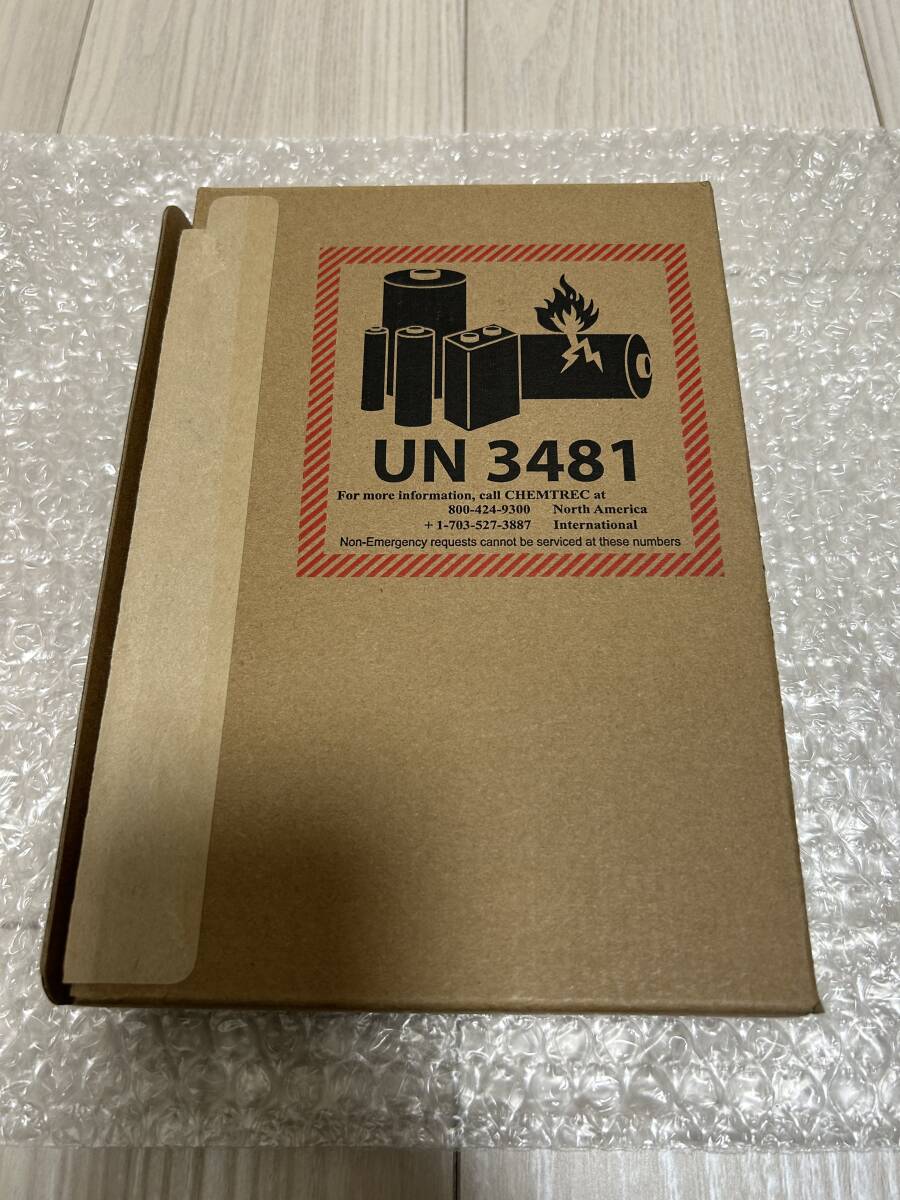 UN 3481
For more information, call CHEMTREC at
800-424-9300 North America
+ 1-703-527-3887 International
Non-Emergency requests cannot be serviced at these numbers